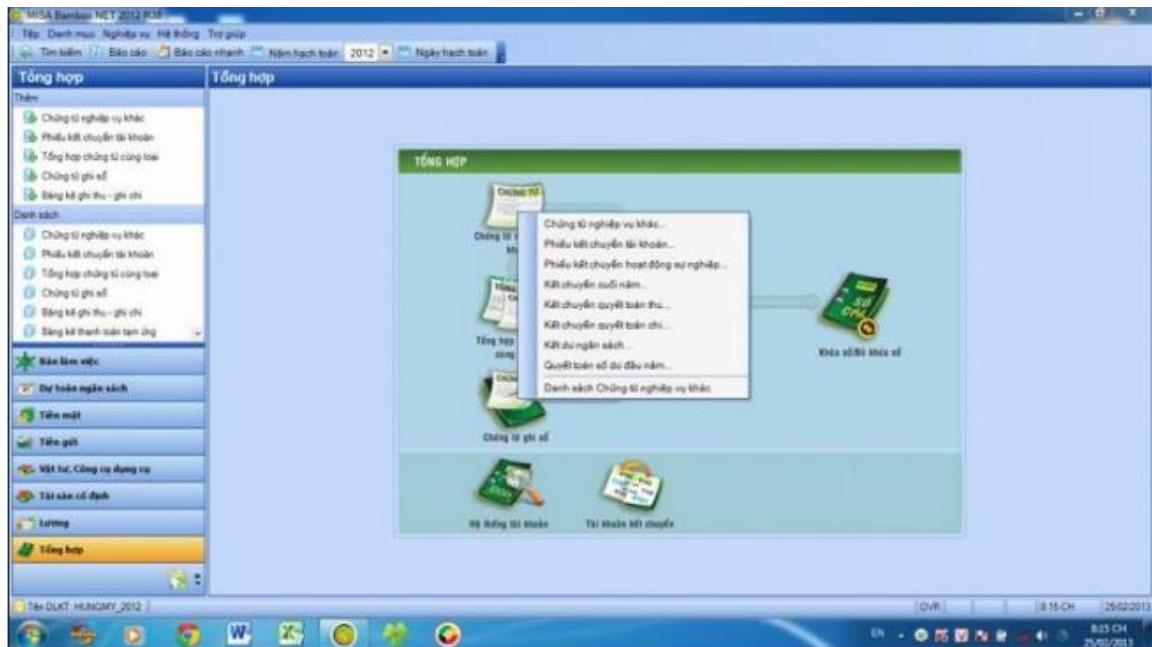 MISA Bamboo NET 2012 R38
Tệp Danh mục Nghiệp vụ Hệ thống Trợ giúp
Tìm kiếm Báo cáo Báo cáo nhanh Năm hạch toán 2012 Ngày hạch toán
Tổng hợp
Tổng hợp
Thêm
Chứng từ nghiệp vụ khác
Phiếu kết chuyển tài khoản
Tổng hợp chứng từ cùng loại
Chứng từ ghi sổ
Bảng kê ghi thu - ghi chi
Danh sách
Chứng từ nghiệp vụ khác
Phiếu kết chuyển tài khoản
Tổng hợp chứng từ cùng loại
Chứng từ ghi sổ
Bảng kê ghi thu - ghi chi
Bảng kê thanh toán tạm ứng
Bàn làm việc
Dự toán ngân sách
Tiền mặt
Tiền gửi
Vật tư, Công cụ dụng cụ
Tài sản cố định
Lương
Tổng hợp
TỔNG HỢP
CHỨNG TỪ
Chứng từ
Chứng từ nghiệp vụ khác...
Phiếu kết chuyển tài khoản...
Phiếu kết chuyển hoạt động sự nghiệp...
Kết chuyển cuối năm...
Kết chuyển quyết toán thu...
Kết chuyển quyết toán chi...
Kết dư ngân sách...
Quyết toán số dư đầu năm...
Danh sách Chứng từ nghiệp vụ khác
Tổng hợp
cùng
SỔ CÁI
Khóa sổ/Bỏ khóa sổ
Chứng từ ghi sổ
Hệ thống tài khoản
Tài khoản kết chuyển
Tên DLKT: HUNGMY_2012
OVR
8:15 CH
25/02/2013
EN
8:15 CH
25/02/2013